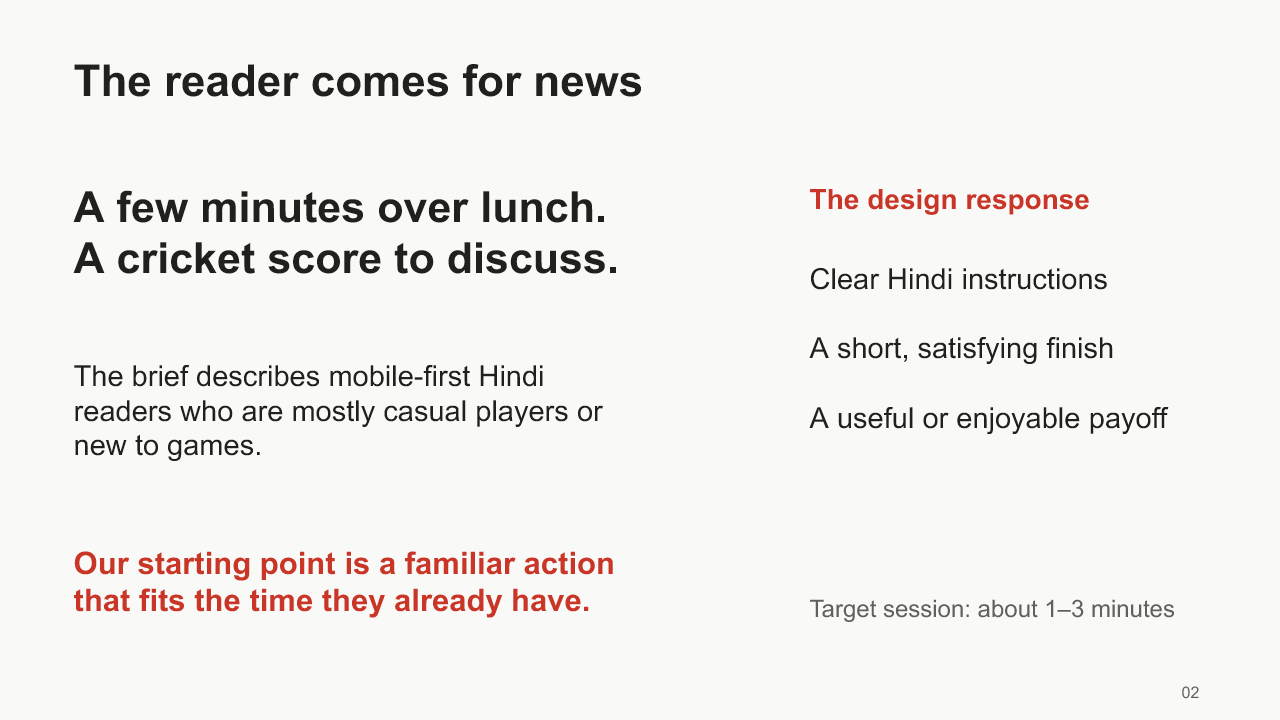 The reader comes for news
A few minutes over lunch.
A cricket score to discuss.
The brief describes mobile-first Hindi
readers who are mostly casual players or
new to games.
Our starting point is a familiar action
that fits the time they already have.
The design response
Clear Hindi instructions
A short, satisfying finish
A useful or enjoyable payoff
Target session: about 1–3 minutes
02